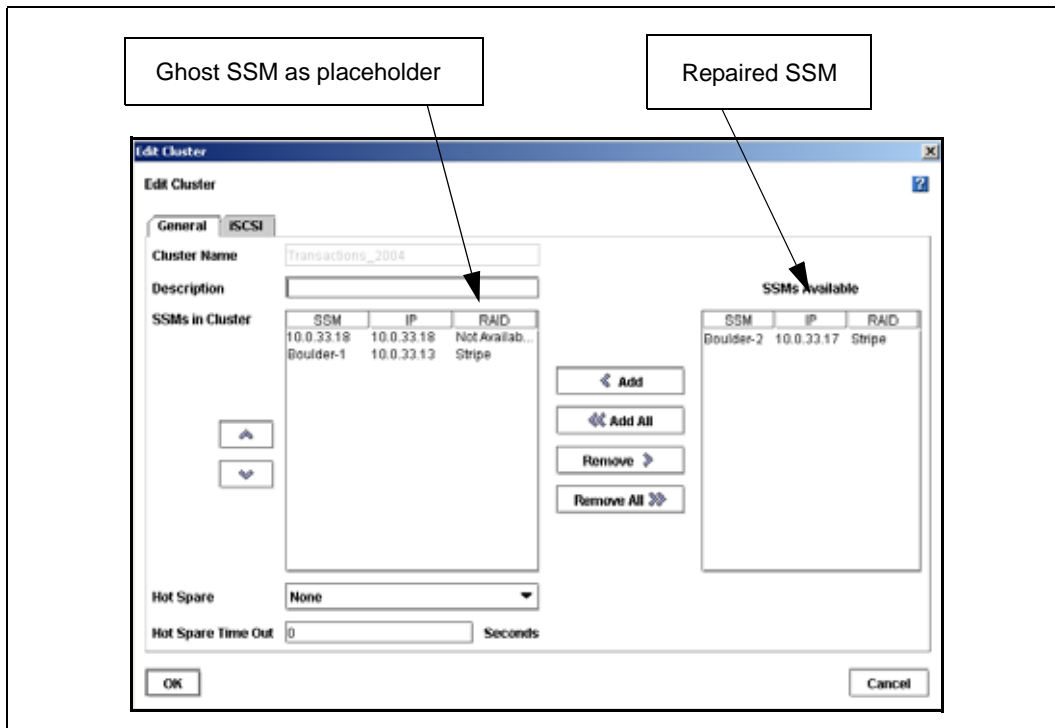 Ghost SSM as placeholder
Repaired SSM
Edit Cluster
Edit Cluster
General iSCSI
Cluster Name Transactions_2004
Description
SSMs Available
SSMs in Cluster
SSM IP RAID
10.0.33.18 10.0.33.18 Not Availab...
Boulder-1 10.0.33.13 Stripe
SSM IP RAID
Boulder-2 10.0.33.17 Stripe
Add
Add All
Remove
Remove All
Hot Spare None
Hot Spare Time Out 0 Seconds
OK Cancel